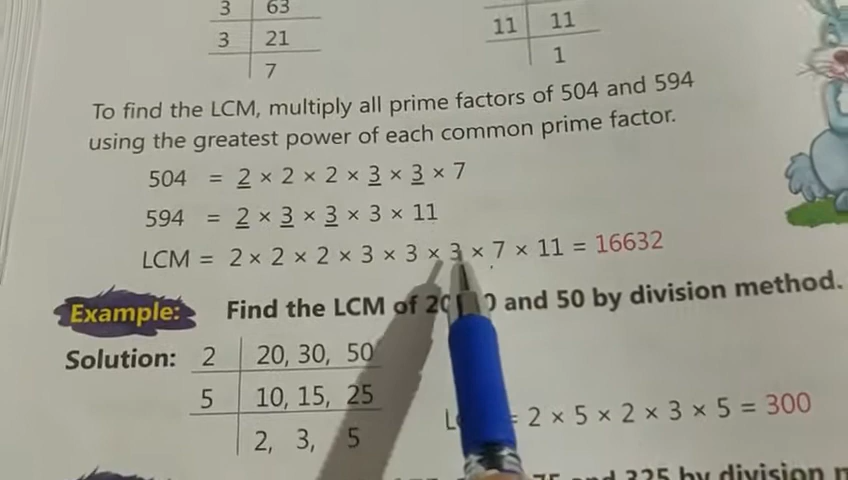 3 | 63
3 | 21
7
11 | 11
1
To find the LCM, multiply all prime factors of 504 and 594
using the greatest power of each common prime factor.
504 = 2 × 2 × 2 × 3 × 3 × 7
594 = 2 × 3 × 3 × 3 × 11
LCM = 2 × 2 × 2 × 3 × 3 × 3 × 7 × 11 = 16632
Example: Find the LCM of and 50 by division method.
Solution: 2 | 20, 30, 50
5 | 10, 15, 25
2, 3, 5
= 2 × 5 × 2 × 3 × 5 = 300
and 325 by division